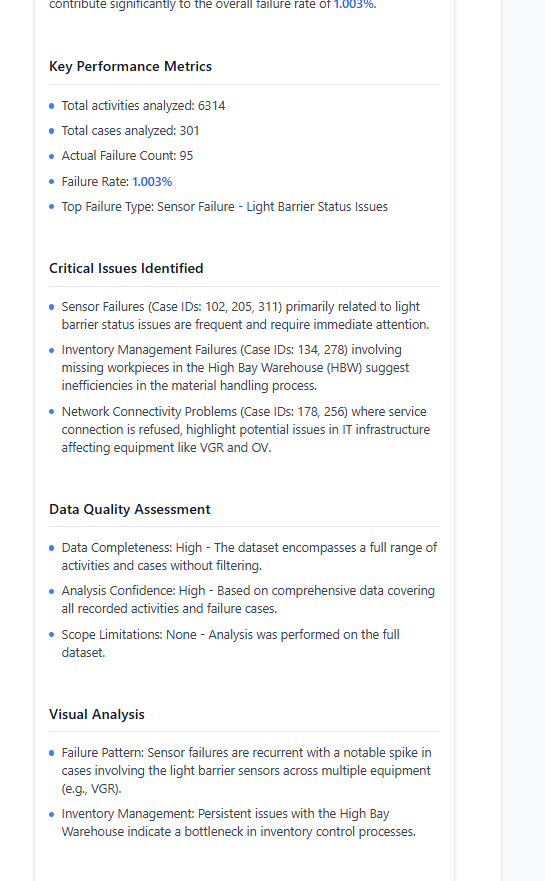 contribute significantly to the overall failure rate of 1.003%.
Key Performance Metrics
Total activities analyzed: 6314
Total cases analyzed: 301
Actual Failure Count: 95
Failure Rate: 1.003%
Top Failure Type: Sensor Failure - Light Barrier Status Issues
Critical Issues Identified
Sensor Failures (Case IDs: 102, 205, 311) primarily related to light
barrier status issues are frequent and require immediate attention.
Inventory Management Failures (Case IDs: 134, 278) involving
missing workpieces in the High Bay Warehouse (HBW) suggest
inefficiencies in the material handling process.
Network Connectivity Problems (Case IDs: 178, 256) where service
connection is refused, highlight potential issues in IT infrastructure
affecting equipment like VGR and OV.
Data Quality Assessment
Data Completeness: High - The dataset encompasses a full range of
activities and cases without filtering.
Analysis Confidence: High - Based on comprehensive data covering
all recorded activities and failure cases.
Scope Limitations: None - Analysis was performed on the full
dataset.
Visual Analysis
Failure Pattern: Sensor failures are recurrent with a notable spike in
cases involving the light barrier sensors across multiple equipment
(e.g., VGR).
Inventory Management: Persistent issues with the High Bay
Warehouse indicate a bottleneck in inventory control processes.